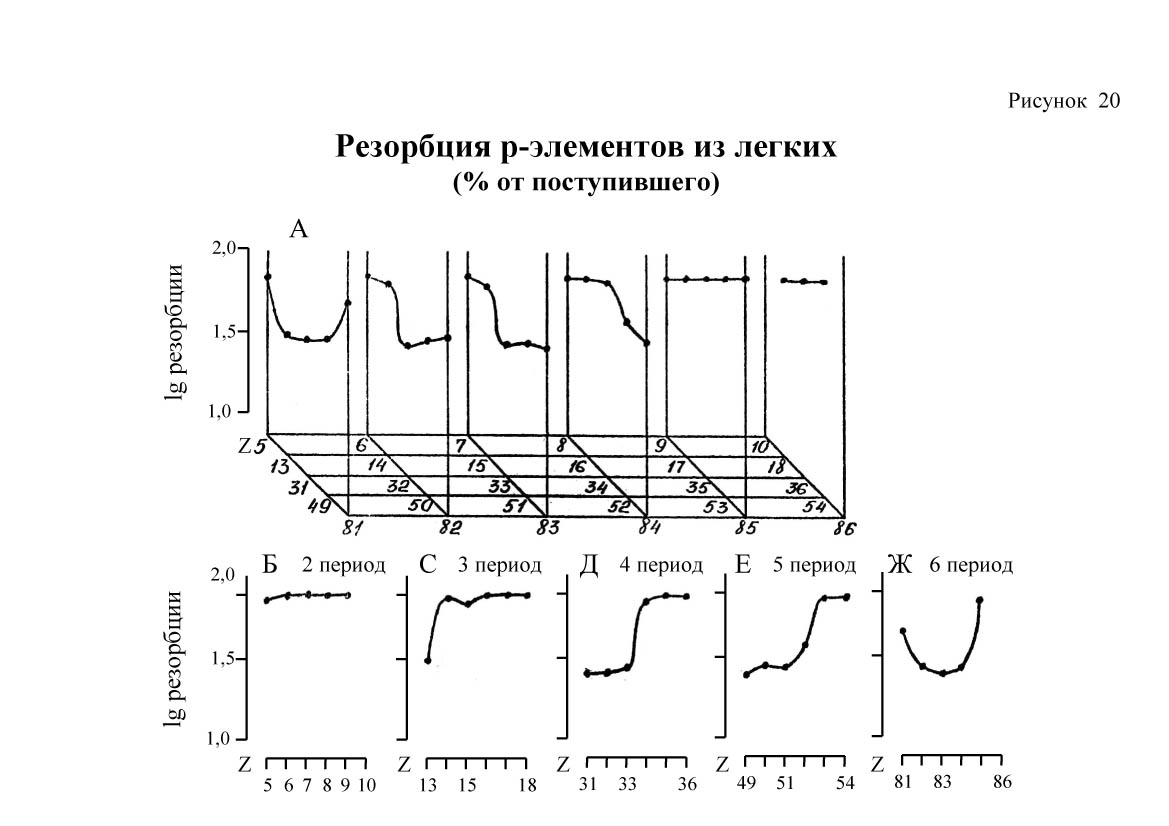 Рисунок 20
Резорбция р-элементов из легких
(% от поступившего)
А
lg резорбции
2,0
1,5
1,0
Z 5 6 7 8 9 10
13 14 15 16 17 18
31 32 33 34 35 36
49 50 51 52 53 54
81 82 83 84 85 86
Б 2 период С 3 период Д 4 период Е 5 период Ж 6 период
lg резорбции
2,0
1,5
1,0
Z Z Z Z Z
5 6 7 8 9 10 13 15 18 31 33 36 49 51 54 81 83 86